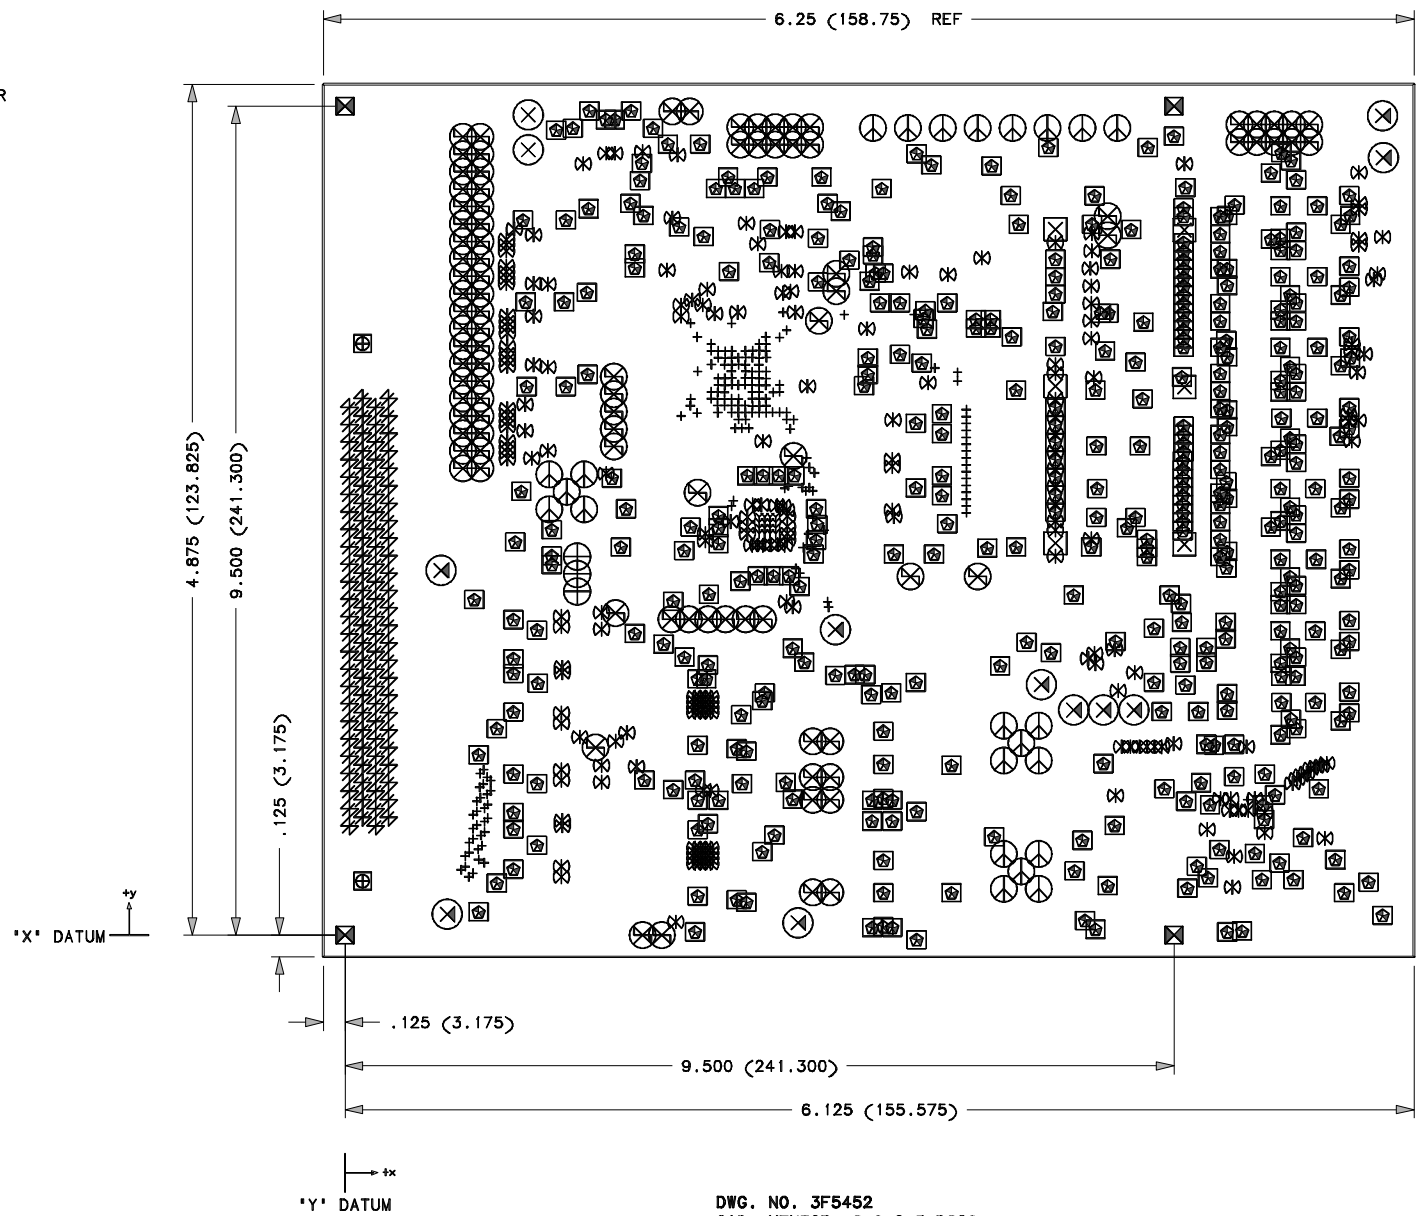 6.25 (158.75) REF
R
4.875 (123.825)
9.500 (241.300)
.125 (3.175)
+y
"X" DATUM
.125 (3.175)
9.500 (241.300)
6.125 (155.575)
+x
"Y" DATUM
DWG. NO. 3F5452